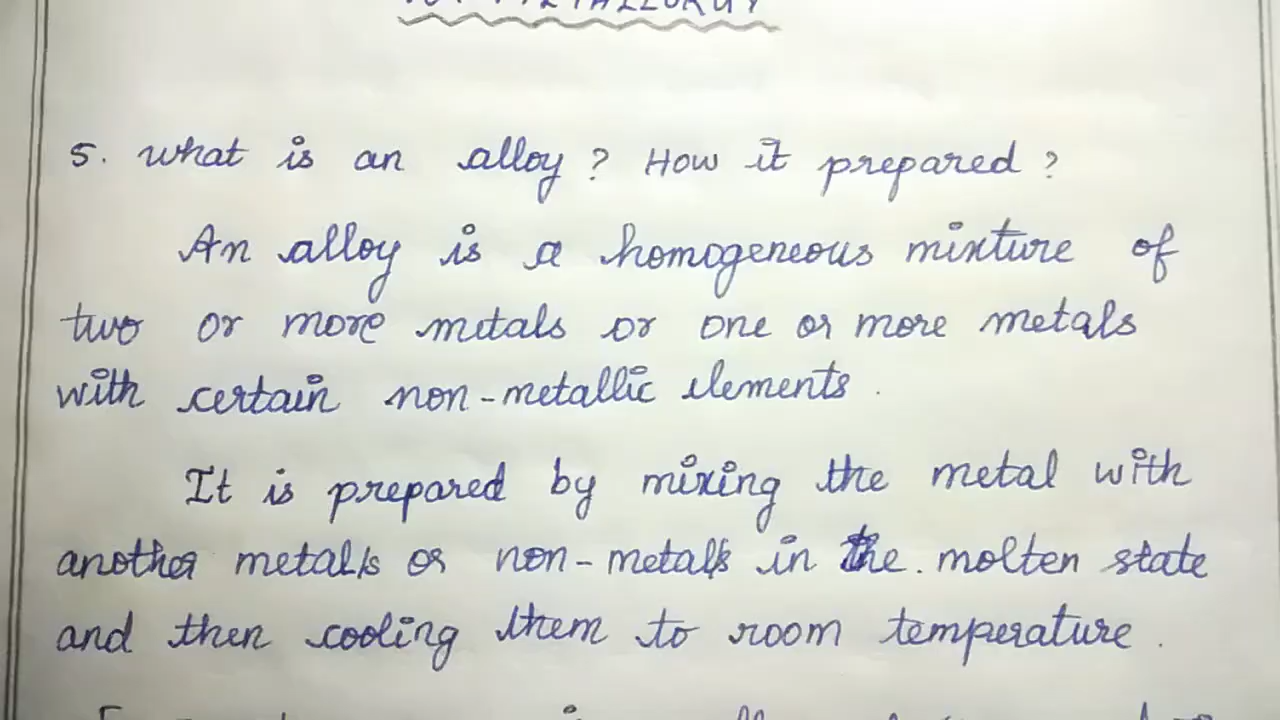 METALLURGY
5. What is an alloy ? How it prepared ?
An alloy is a homogeneous mixture of
two or more metals or one or more metals
with certain non-metallic elements.
It is prepared by mixing the metal with
another metals or non-metals in the. molten state
and then cooling them to room temperature.